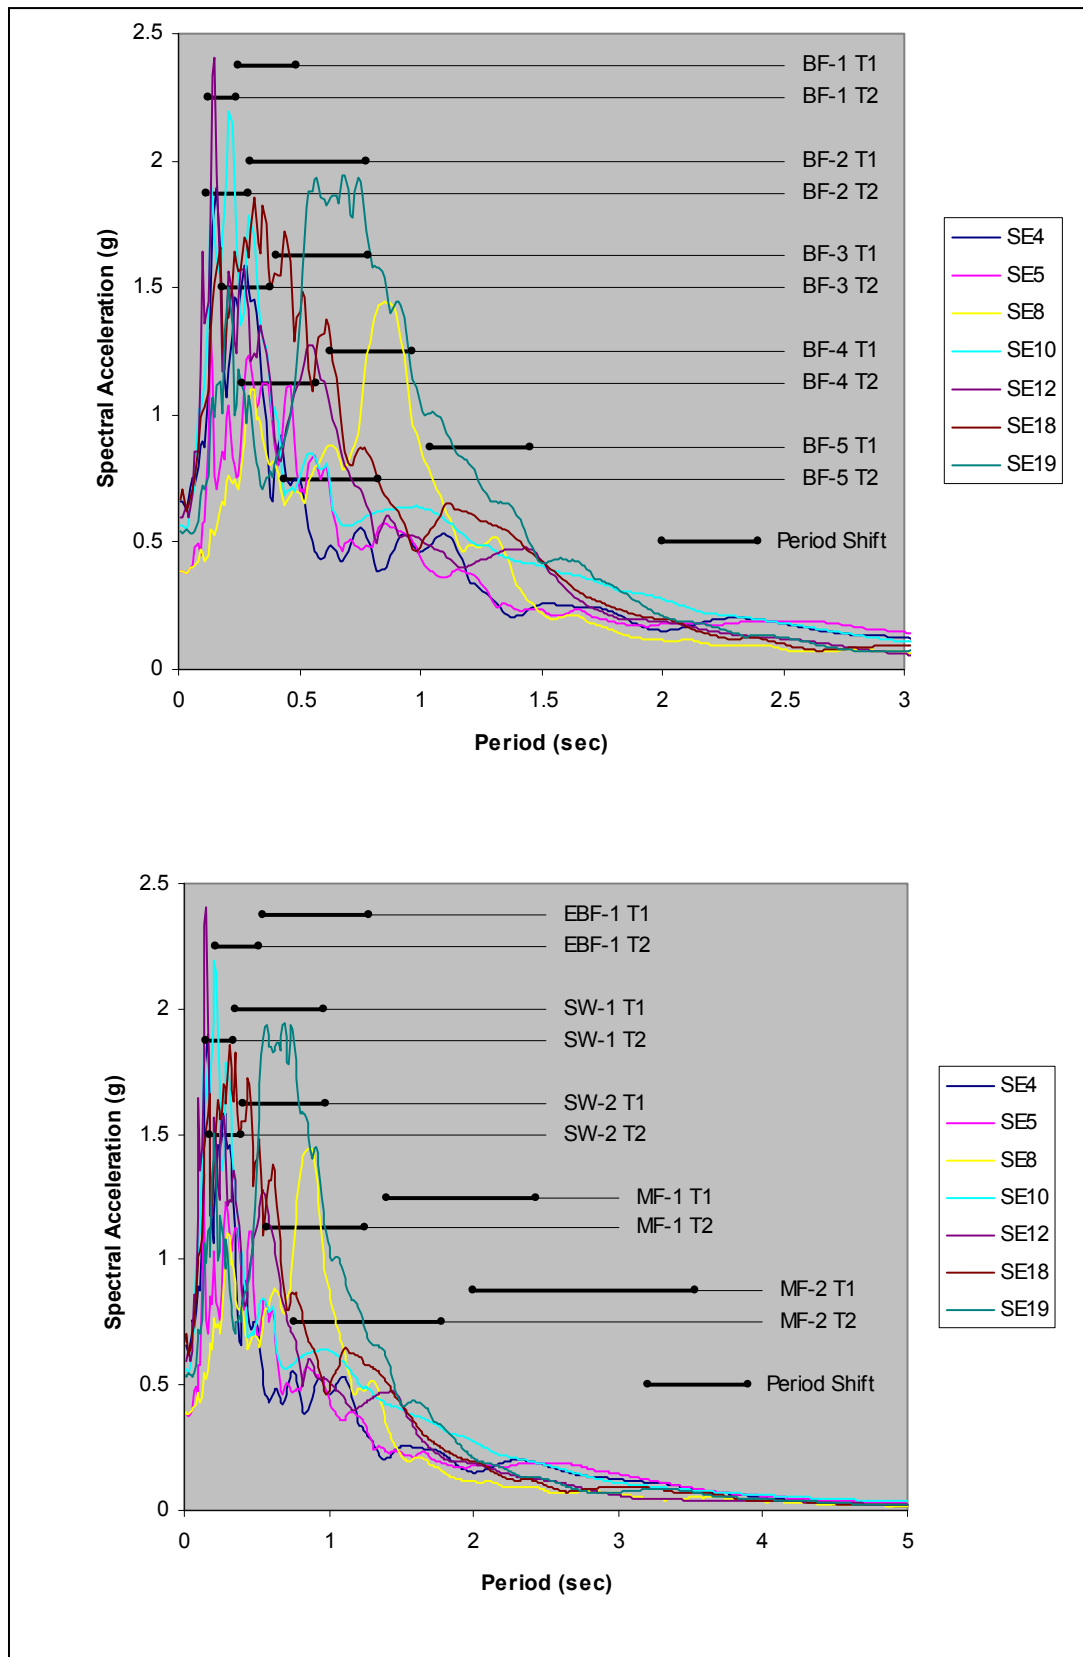 2.5
BF-1 T1
BF-1 T2
2
BF-2 T1
BF-2 T2
SE4
BF-3 T1
SE5
1.5
BF-3 T2
SE8
SE10
BF-4 T1
SE12
BF-4 T2
SE18
1
BF-5 T1
SE19
BF-5 T2
0.5
Period Shift
0
0 0.5 1 1.5 2 2.5 3
Spectral Acceleration (g)
Period (sec)
2.5
EBF-1 T1
EBF-1 T2
2
SW-1 T1
SW-1 T2
SE4
SW-2 T1
SE5
1.5
SW-2 T2
SE8
MF-1 T1
SE10
MF-1 T2
SE12
1
MF-2 T1
SE18
MF-2 T2
SE19
0.5
Period Shift
0
0 1 2 3 4 5
Spectral Acceleration (g)
Period (sec)